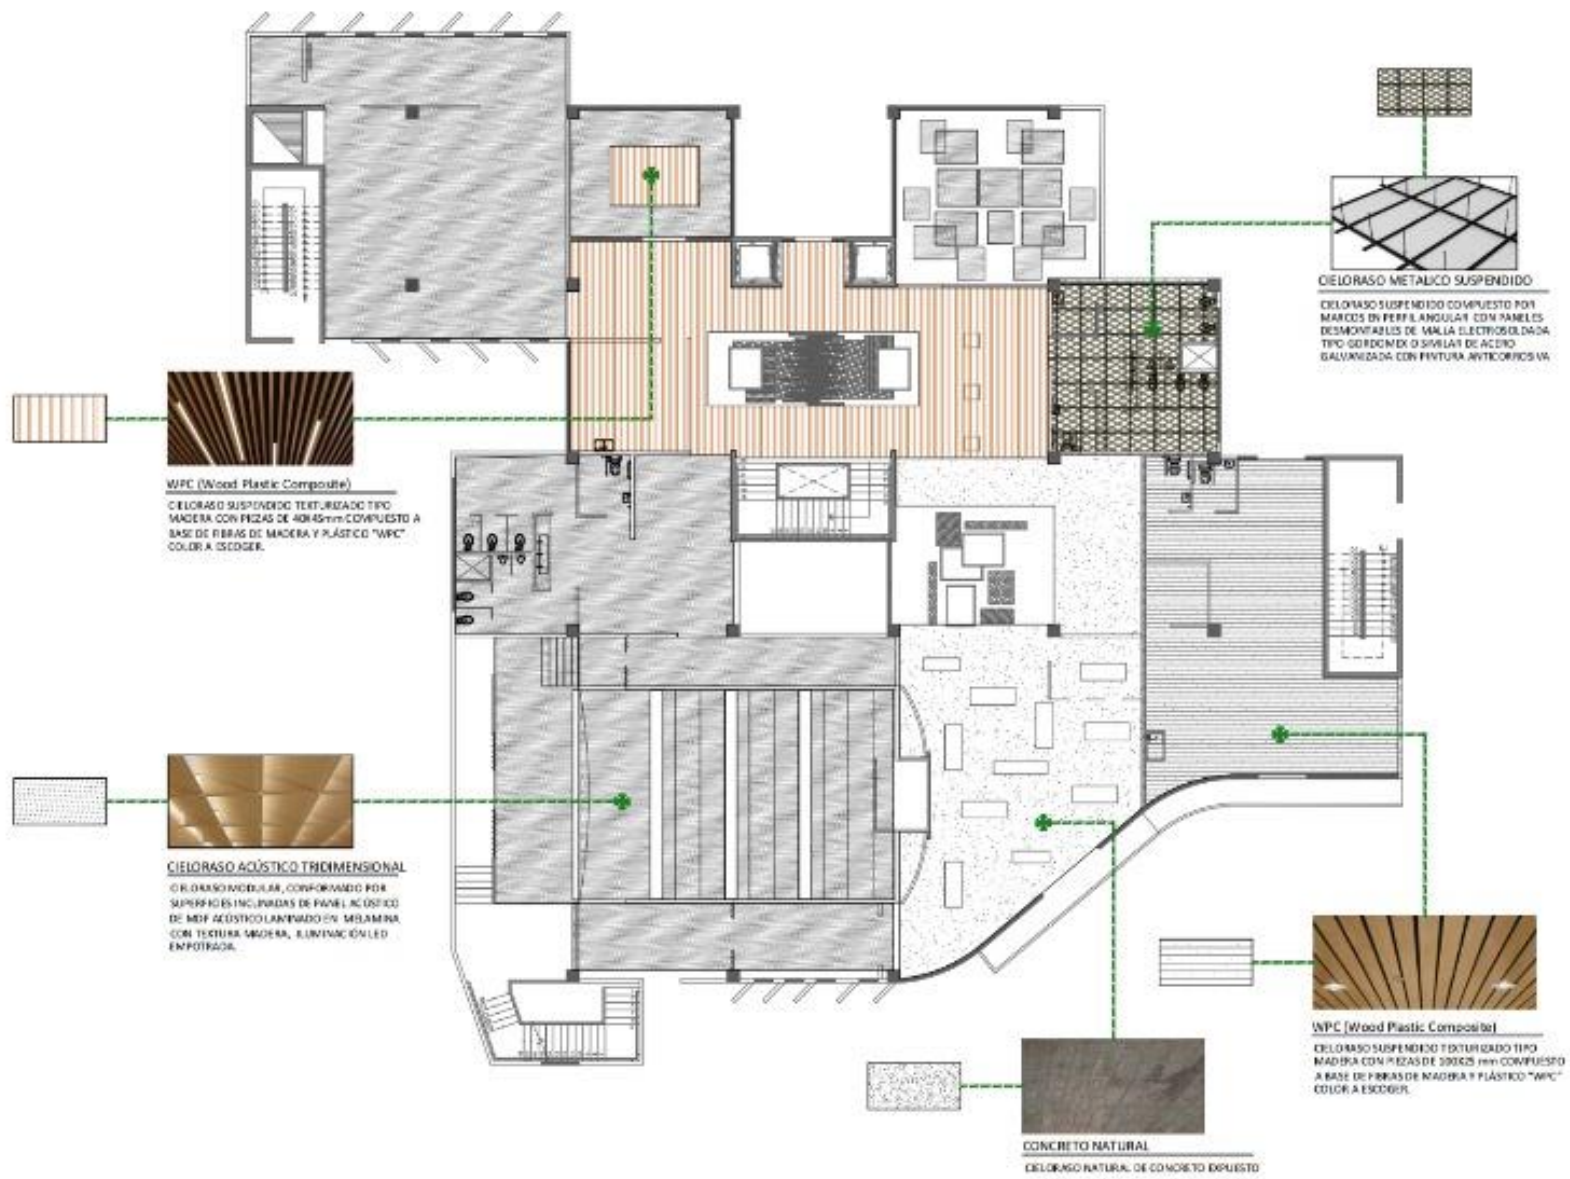 CIELORASO METALICO SUSPENDIDO
CIELORASO SUSPENDIDO COMPUESTO POR
MARCOS EN PERFIL ANGULAR CON PANELES
DESMONTABLES DE MALLA ELECTROSOLDADA
TIPO GORDOMEX O SIMILAR DE ACERO
GALVANIZADA CON PINTURA ANTICORROSIVA
WPC (Wood Plastic Composite)
CIELORASO SUSPENDIDO TEXTURIZADO TIPO
MADERA CON PIEZAS DE 40X45mm COMPUESTO A
BASE DE FIBRAS DE MADERA Y PLÁSTICO "WPC"
COLOR A ESCOGER.
CIELORASO ACÚSTICO TRIDIMENSIONAL
CIELORASO MODULAR, CONFORMADO POR
SUPERFICIES INCLINADAS DE PANEL ACÚSTICO
DE MDF ACÚSTICO LAMINADO EN MELAMINA
CON TEXTURA MADERA, ILUMINACIÓN LED
EMPOTRADA.
WPC (Wood Plastic Composite)
CIELORASO SUSPENDIDO TEXTURIZADO TIPO
MADERA CON PIEZAS DE 100X25 mm COMPUESTO
A BASE DE FIBRAS DE MADERA Y PLÁSTICO "WPC"
COLOR A ESCOGER.
CONCRETO NATURAL
CIELORASO NATURAL DE CONCRETO EXPUESTO